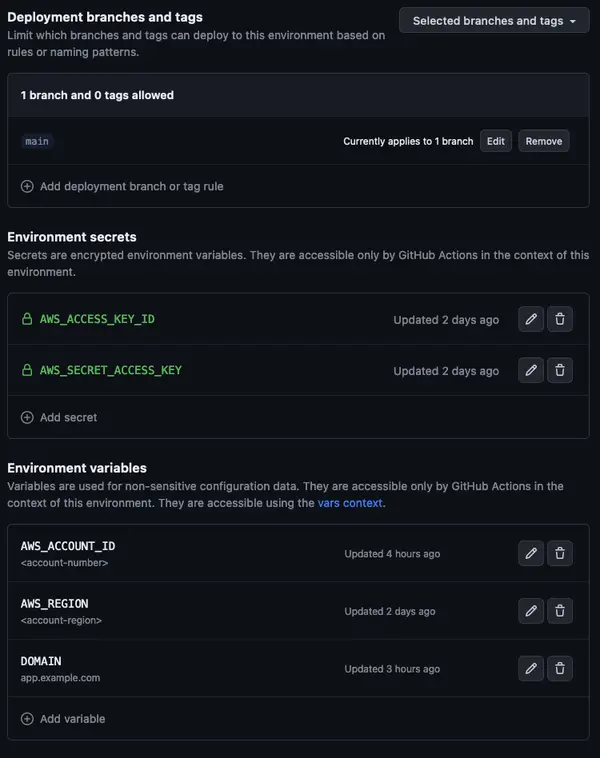 Deployment branches and tags
Selected branches and tags
Limit which branches and tags can deploy to this environment based on
rules or naming patterns.
1 branch and 0 tags allowed
main
Currently applies to 1 branch
Edit
Remove
Add deployment branch or tag rule
Environment secrets
Secrets are encrypted environment variables. They are accessible only by GitHub Actions in the context of this
environment.
AWS_ACCESS_KEY_ID
Updated 2 days ago
AWS_SECRET_ACCESS_KEY
Updated 2 days ago
Add secret
Environment variables
Variables are used for non-sensitive configuration data. They are accessible only by GitHub Actions in the
context of this environment. They are accessible using the vars context.
AWS_ACCOUNT_ID
<account-number>
Updated 4 hours ago
AWS_REGION
<account-region>
Updated 2 days ago
DOMAIN
app.example.com
Updated 3 hours ago
Add variable